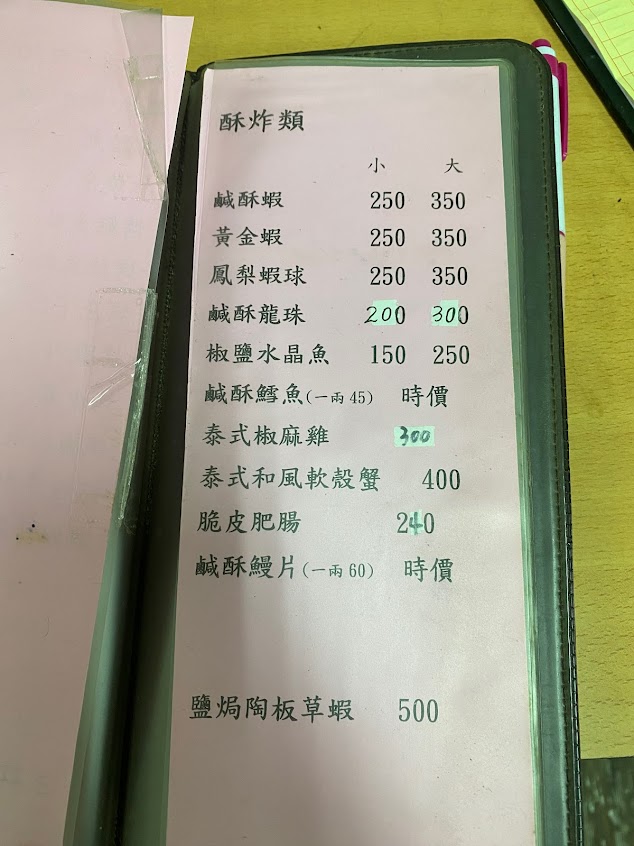 酥炸類
小 大
鹹酥蝦 250 350
黃金蝦 250 350
鳳梨蝦球 250 350
鹹酥龍珠 200 300
椒鹽水晶魚 150 250
鹹酥鱈魚(一兩45) 時價
泰式椒麻雞 300
泰式和風軟殼蟹 400
脆皮肥腸 240
鹹酥鰻片(一兩60) 時價
鹽焗陶板草蝦 500